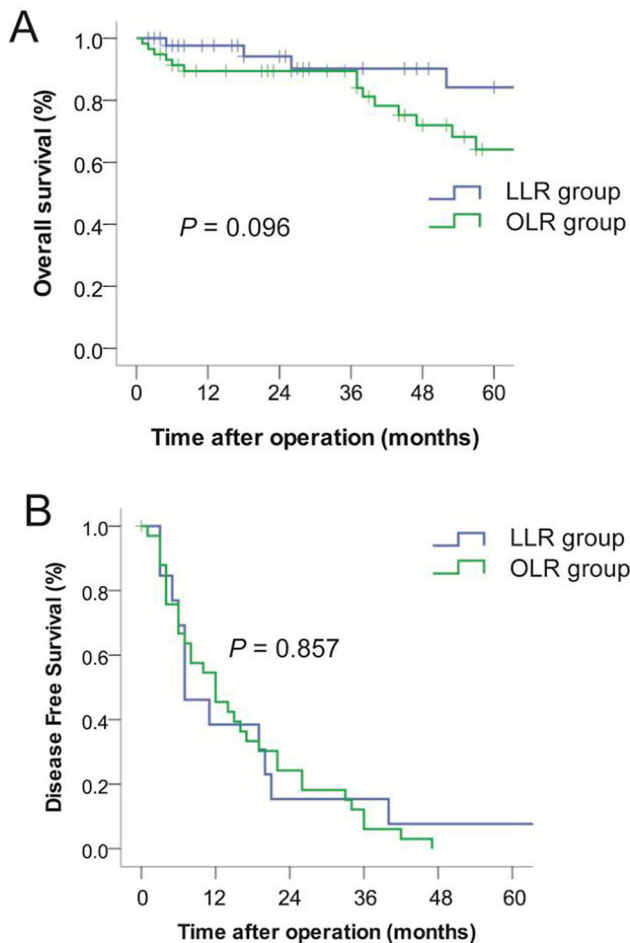 A
Overall survival (%)
1.0
0.8
0.6
0.4
0.2
0.0
LLR group
OLR group
P = 0.096
0 12 24 36 48 60
Time after operation (months)
B
Disease Free Survival (%)
1.0
0.8
0.6
0.4
0.2
0.0
LLR group
OLR group
P = 0.857
0 12 24 36 48 60
Time after operation (months)